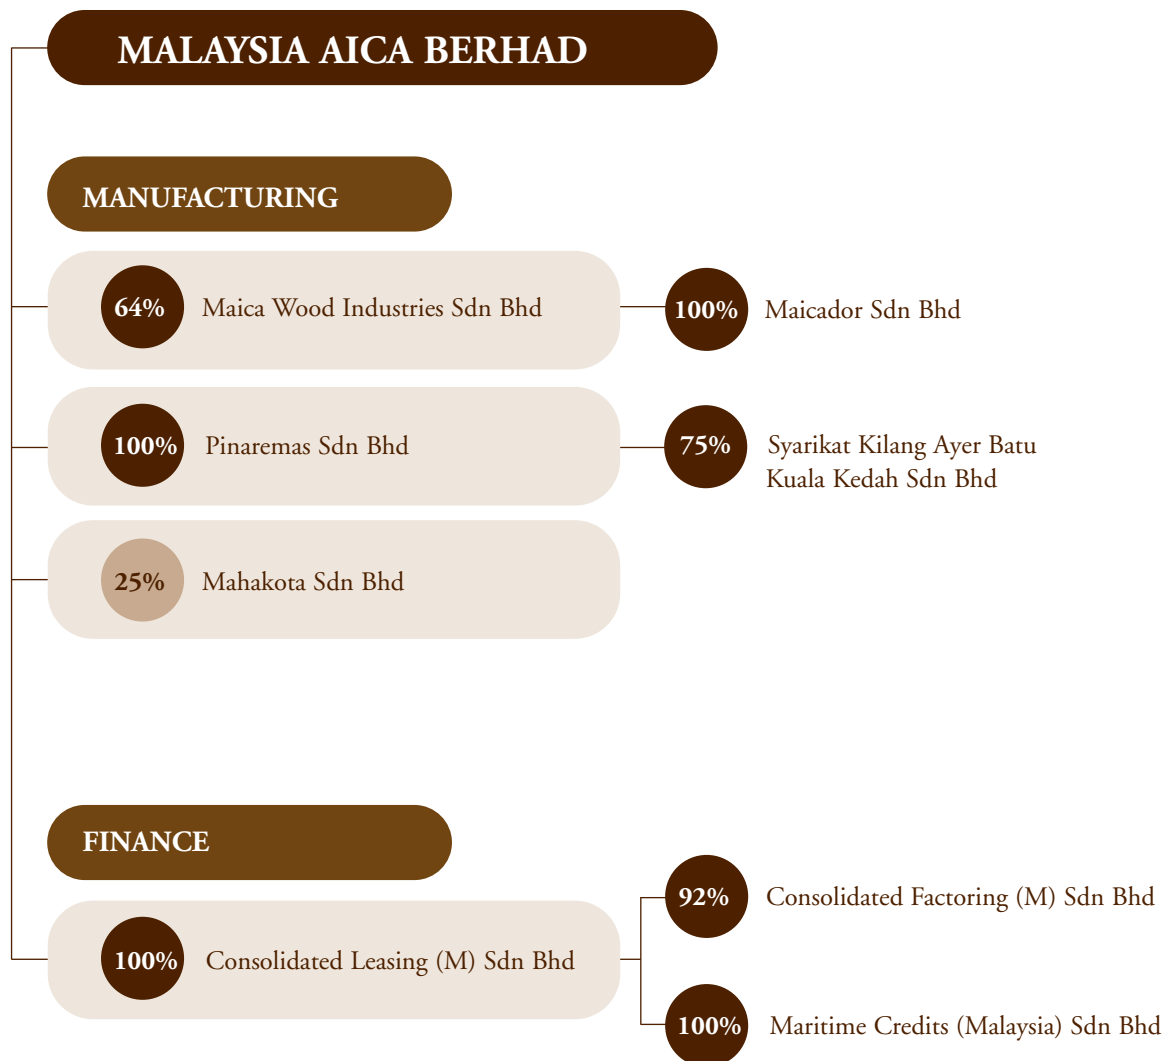 MALAYSIA AICA BERHAD
MANUFACTURING
64% Maica Wood Industries Sdn Bhd
100% Maicador Sdn Bhd
100% Pinaremas Sdn Bhd
75% Syarikat Kilang Ayer Batu
Kuala Kedah Sdn Bhd
25% Mahakota Sdn Bhd
FINANCE
92% Consolidated Factoring (M) Sdn Bhd
100% Consolidated Leasing (M) Sdn Bhd
100% Maritime Credits (Malaysia) Sdn Bhd